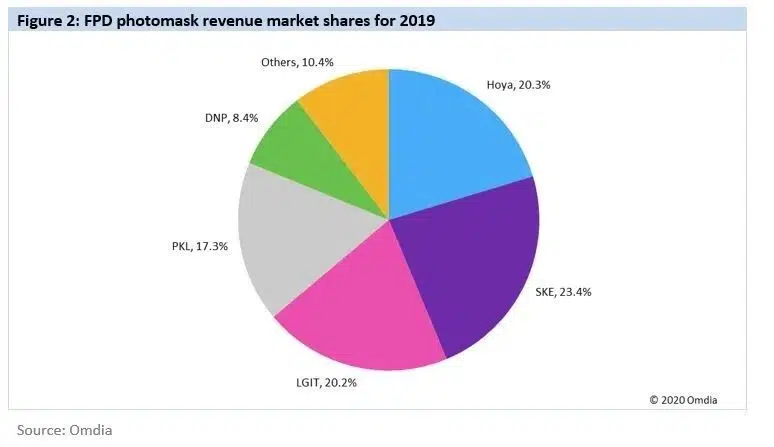 Figure 2: FPD photomask revenue market shares for 2019
Others, 10.4%
Hoya, 20.3%
DNP, 8.4%
PKL, 17.3%
SKE, 23.4%
LGIT, 20.2%
© 2020 Omdia
Source: Omdia